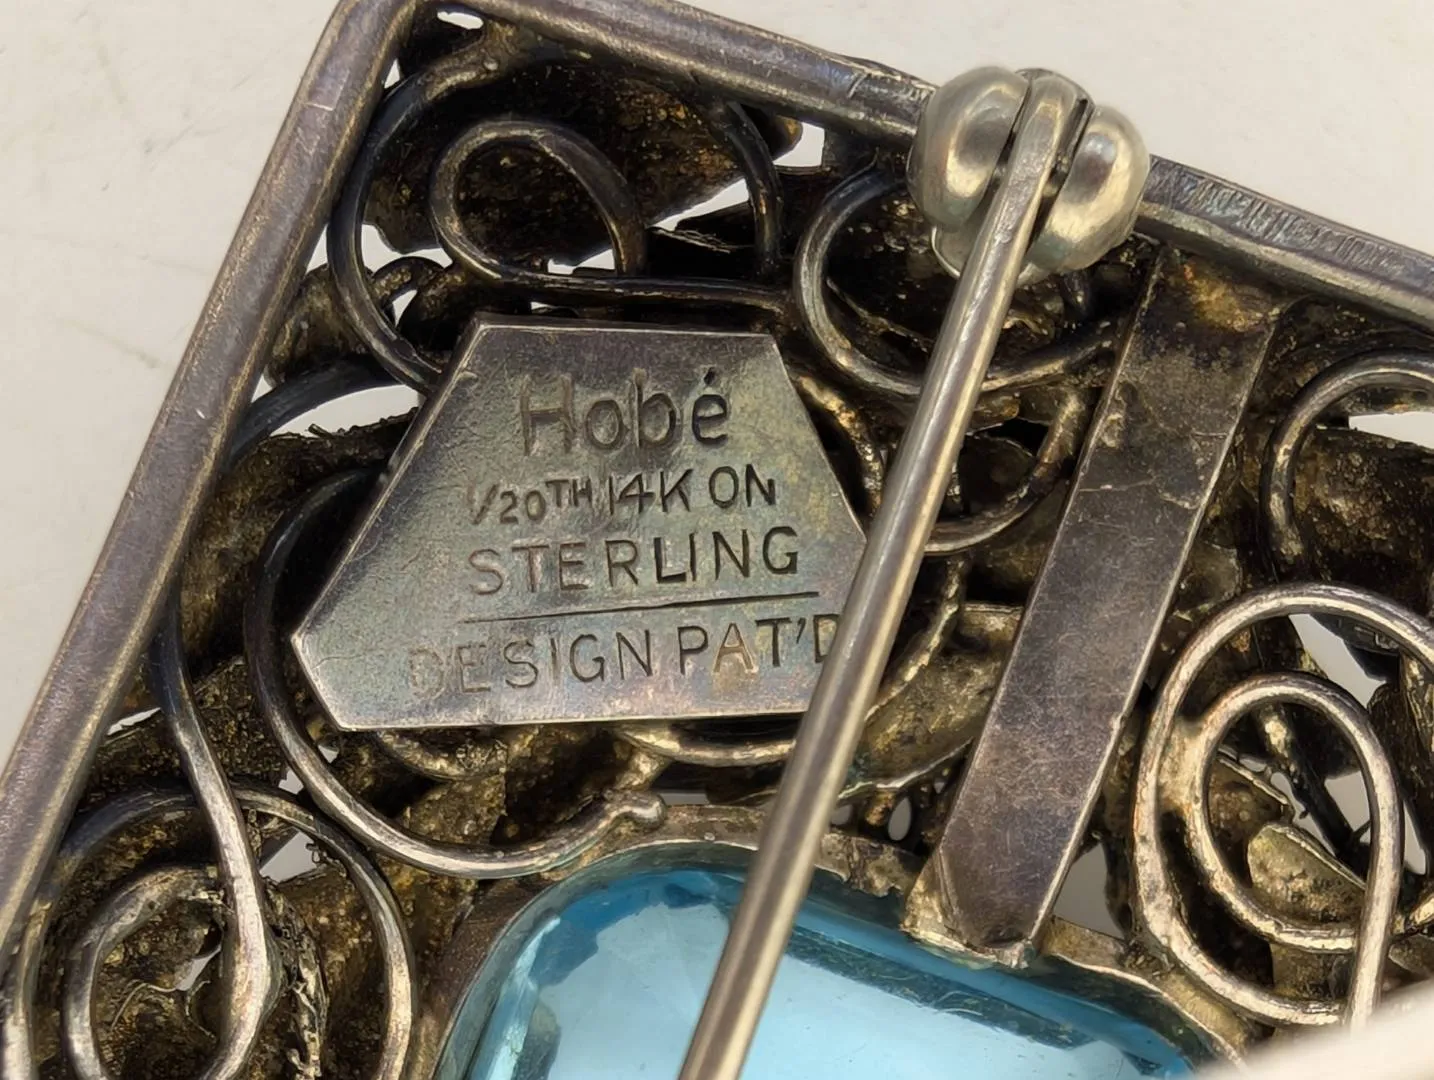 Hobé
1/20TH 14K ON
STERLING
DESIGN PAT'D